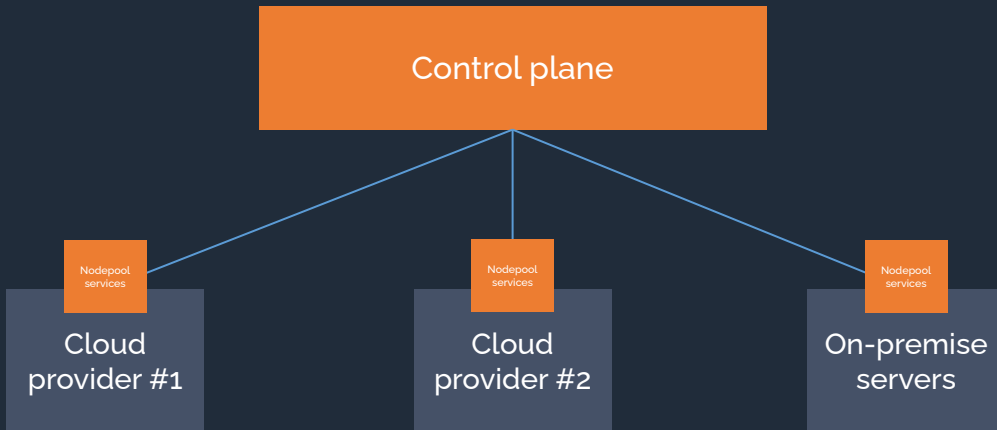 Control plane
Nodepool
services
Nodepool
services
Nodepool
services
Cloud
provider #1
Cloud
provider #2
On-premise
servers